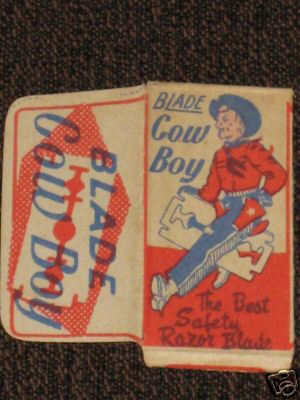 BLADE
Cow Boy
BLADE
Cow
Boy
The Best
Safety
Razor Blade